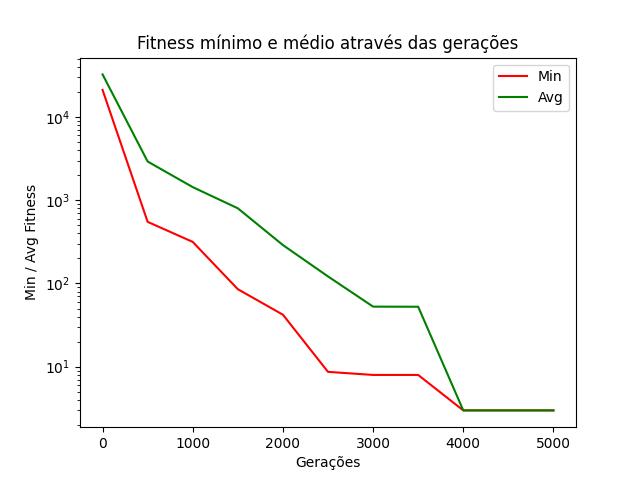 Fitness mínimo e médio através das gerações
Min
Avg
Min / Avg Fitness
10⁴
10³
10²
10¹
0 1000 2000 3000 4000 5000
Gerações